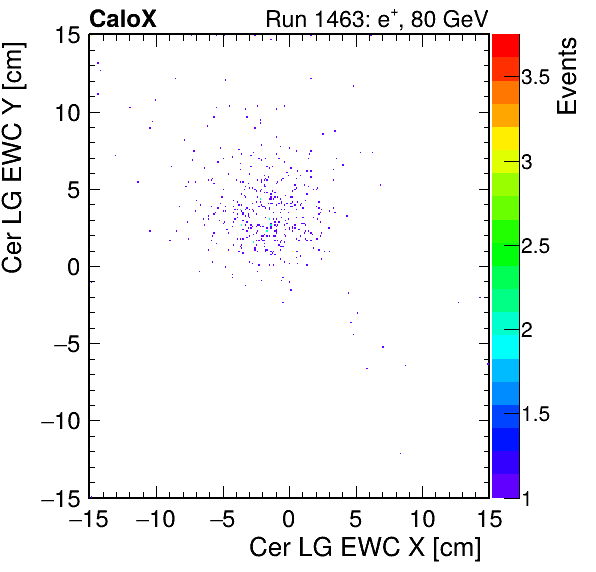 CaloX Run 1463: e⁺, 80 GeV
Cer LG EWC Y [cm]
15
10
5
0
−5
−10
−15
−15 −10 −5 0 5 10 15
Cer LG EWC X [cm]
Events
3.5
3
2.5
2
1.5
1